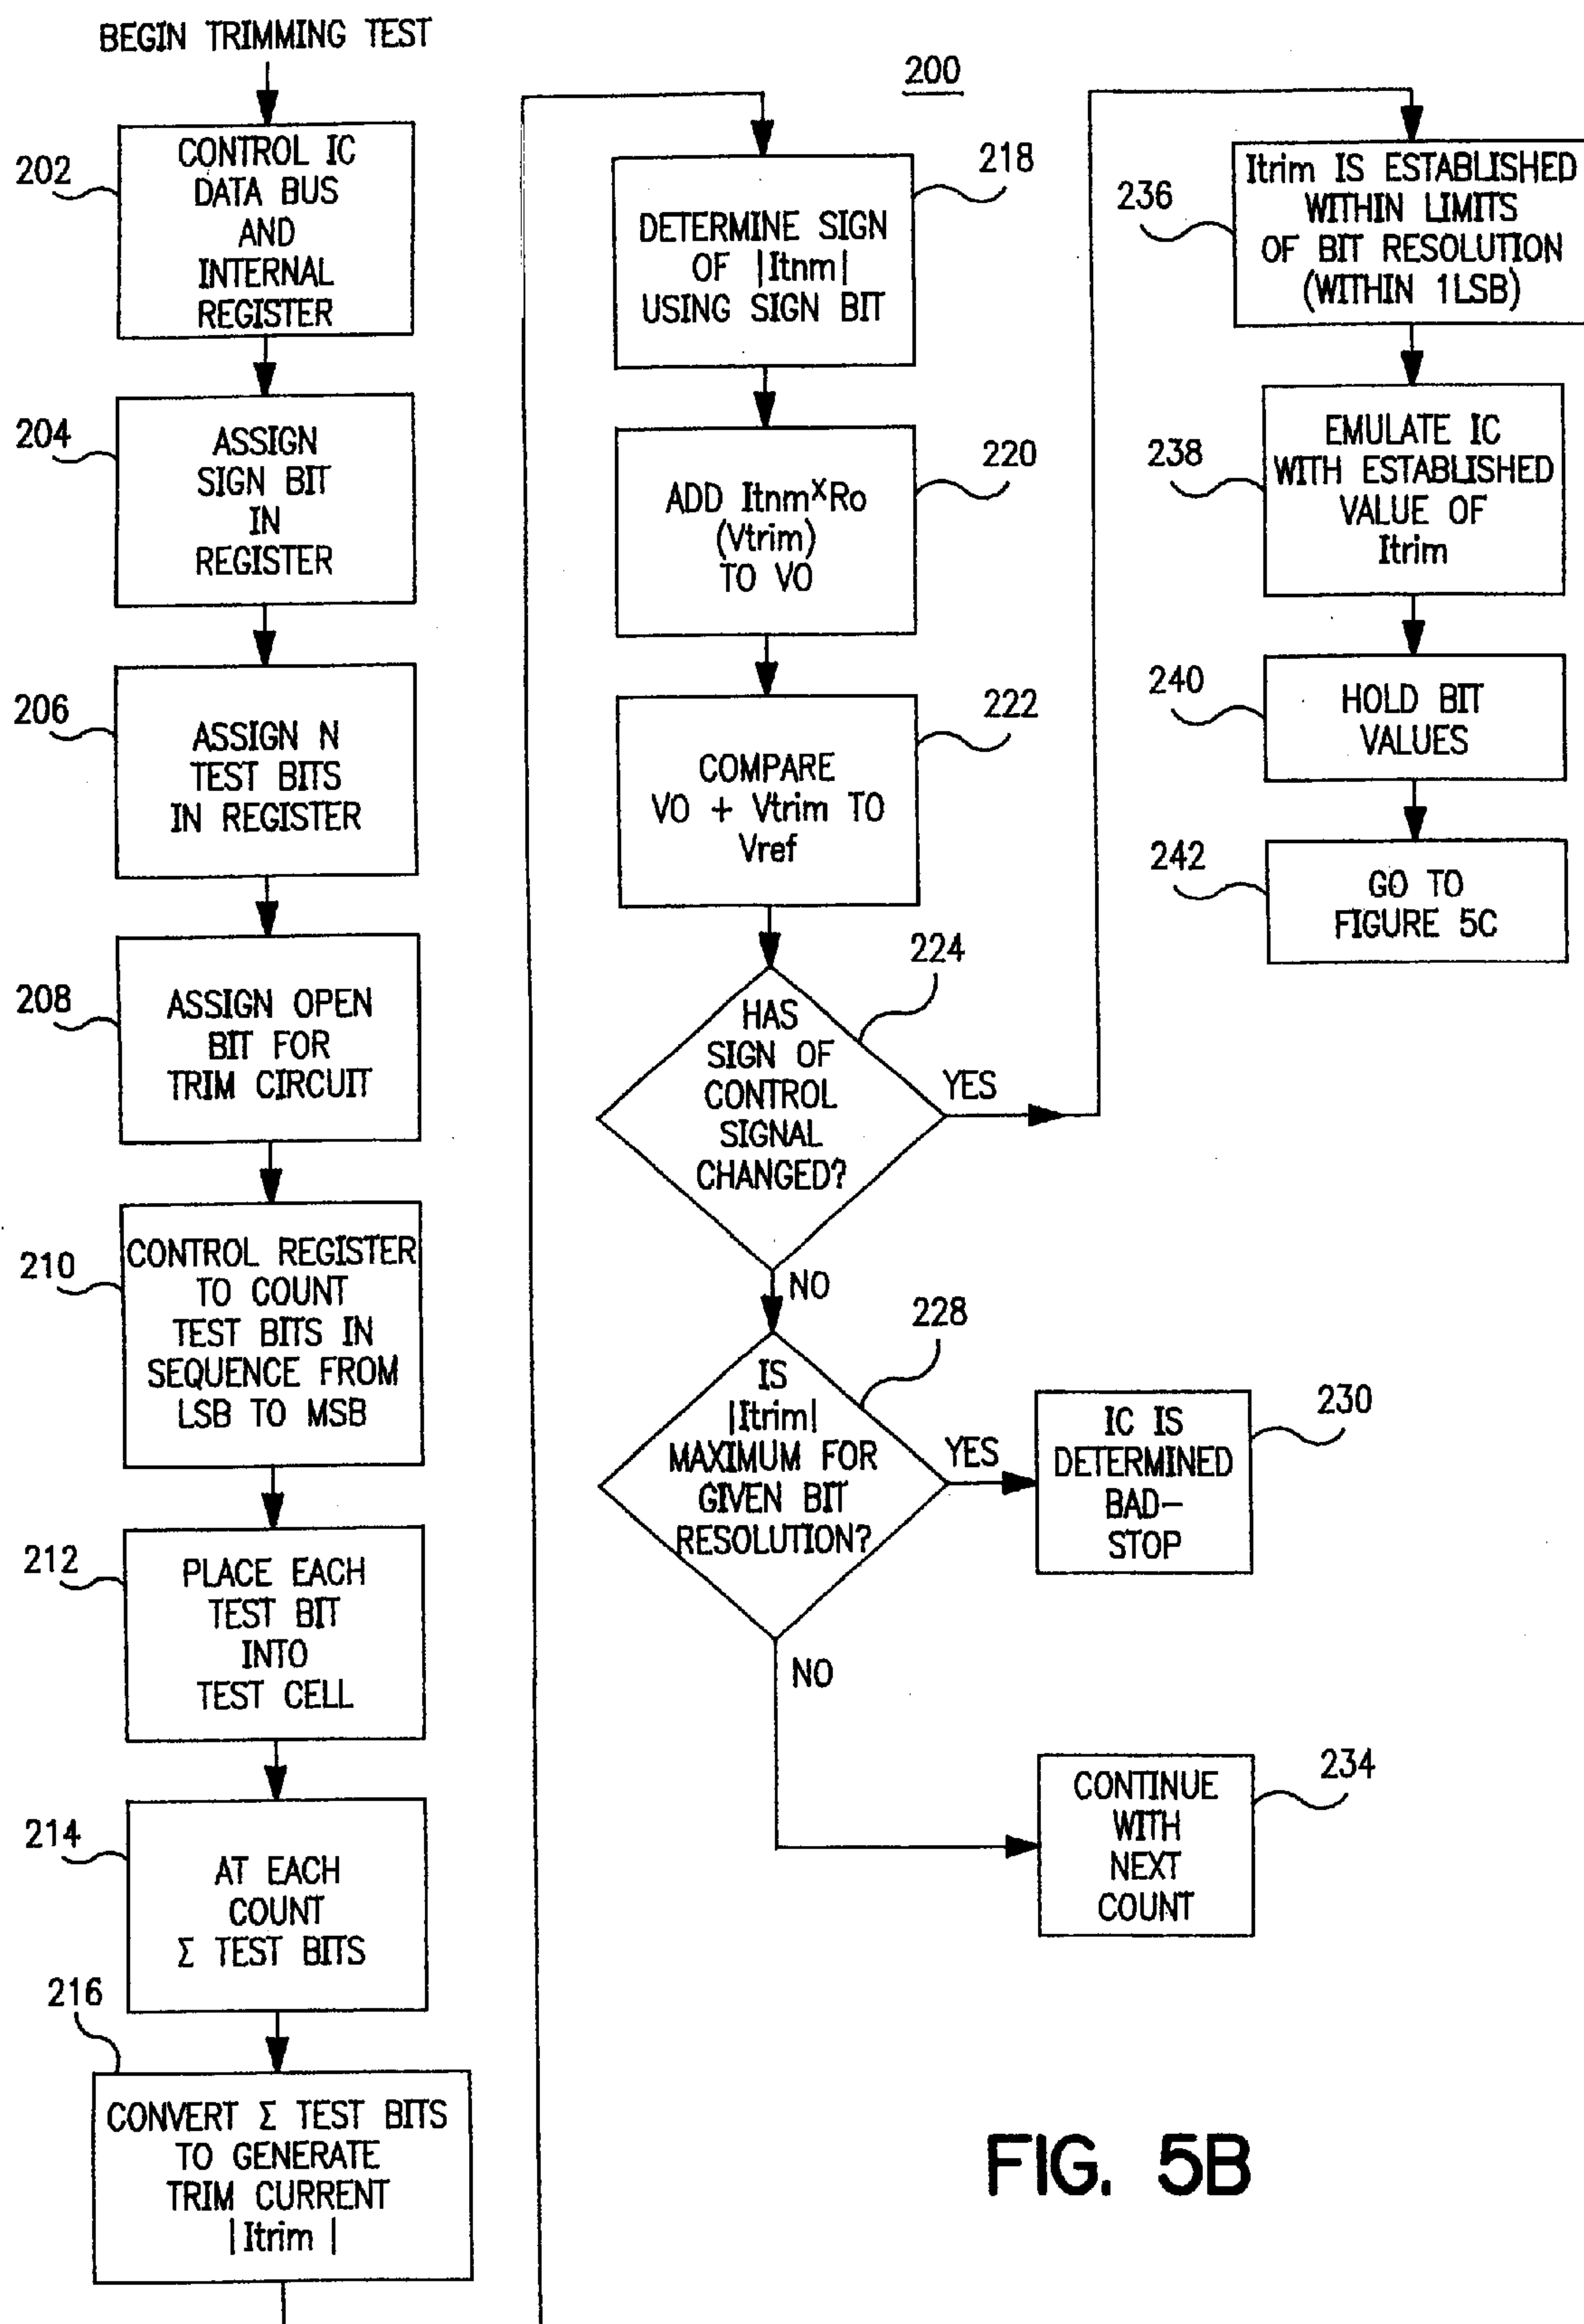 BEGIN TRIMMING TEST
202
CONTROL IC
DATA BUS
AND
INTERNAL
REGISTER
204
ASSIGN
SIGN BIT
IN
REGISTER
206
ASSIGN N
TEST BITS
IN REGISTER
208
ASSIGN OPEN
BIT FOR
TRIM CIRCUIT
210
CONTROL REGISTER
TO COUNT
TEST BITS IN
SEQUENCE FROM
LSB TO MSB
212
PLACE EACH
TEST BIT
INTO
TEST CELL
214
AT EACH
COUNT
Σ TEST BITS
216
CONVERT Σ TEST BITS
TO GENERATE
TRIM CURRENT
|Itrim |
200
218
DETERMINE SIGN
OF |Itnm|
USING SIGN BIT
220
ADD Itnm×Ro
(Vtrim)
TO VO
222
COMPARE
VO + Vtrim TO
Vref
224
HAS
SIGN OF
CONTROL
SIGNAL
CHANGED?
YES
NO
228
IS
|Itrim|
MAXIMUM FOR
GIVEN BIT
RESOLUTION?
YES
NO
230
IC IS
DETERMINED
BAD-
STOP
234
CONTINUE
WITH
NEXT
COUNT
236
Itrim IS ESTABLISHED
WITHIN LIMITS
OF BIT RESOLUTION
(WITHIN 1LSB)
238
EMULATE IC
WITH ESTABLISHED
VALUE OF
Itrim
240
HOLD BIT
VALUES
242
GO TO
FIGURE 5C
FIG. 5B